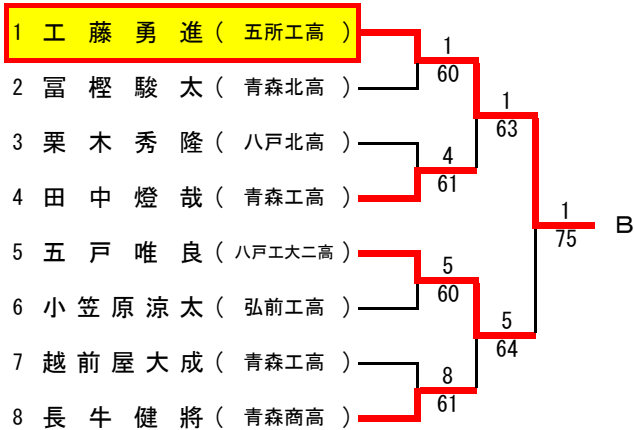 1 工藤勇進 ( 五所工高 )
2 冨樫駿太 ( 青森北高 )
3 栗木秀隆 ( 八戸北高 )
4 田中燈哉 ( 青森工高 )
5 五戸唯良 ( 八戸工大二高 )
6 小笠原涼太 ( 弘前工高 )
7 越前屋大成 ( 青森工高 )
8 長牛健將 ( 青森商高 )
1
60
4
61
5
60
8
61
1
63
5
64
1
75
B